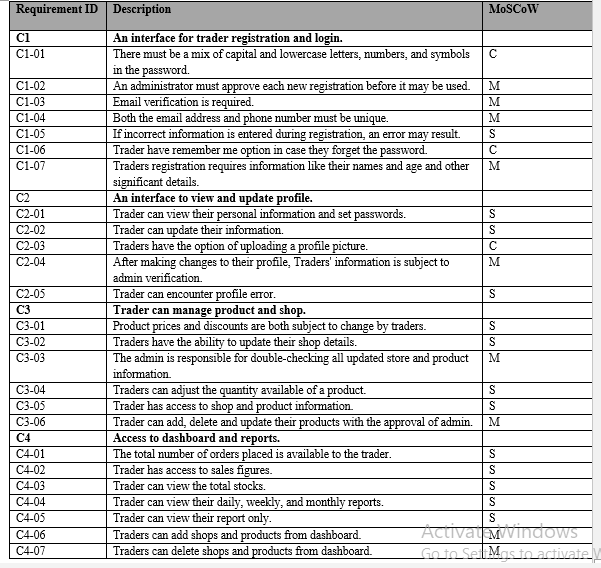 Requirement ID Description MoSCoW
C1 An interface for trader registration and login.
C1-01 There must be a mix of capital and lowercase letters, numbers, and symbols C
in the password.
C1-02 An administrator must approve each new registration before it may be used. M
C1-03 Email verification is required. M
C1-04 Both the email address and phone number must be unique. M
C1-05 If incorrect information is entered during registration, an error may result. S
C1-06 Trader have remember me option in case they forget the password. C
C1-07 Traders registration requires information like their names and age and other M
significant details.
C2 An interface to view and update profile.
C2-01 Trader can view their personal information and set passwords. S
C2-02 Trader can update their information. S
C2-03 Traders have the option of uploading a profile picture. C
C2-04 After making changes to their profile, Traders' information is subject to M
admin verification.
C2-05 Trader can encounter profile error. S
C3 Trader can manage product and shop.
C3-01 Product prices and discounts are both subject to change by traders. S
C3-02 Traders have the ability to update their shop details. S
C3-03 The admin is responsible for double-checking all updated store and product M
information.
C3-04 Traders can adjust the quantity available of a product. S
C3-05 Trader has access to shop and product information. S
C3-06 Trader can add, delete and update their products with the approval of admin. M
C4 Access to dashboard and reports.
C4-01 The total number of orders placed is available to the trader. S
C4-02 Trader has access to sales figures. S
C4-03 Trader can view the total stocks. S
C4-04 Trader can view their daily, weekly, and monthly reports. S
C4-05 Trader can view their report only. S
C4-06 Traders can add shops and products from dashboard. M
C4-07 Traders can delete shops and products from dashboard. M
Activate Windows
Go to Settings to activate W